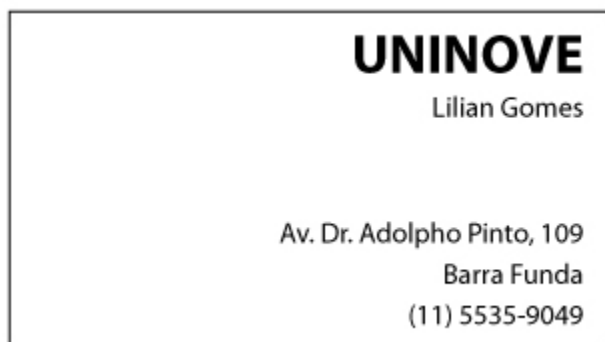 UNINOVE
Lilian Gomes
Av. Dr. Adolpho Pinto, 109
Barra Funda
(11) 5535-9049